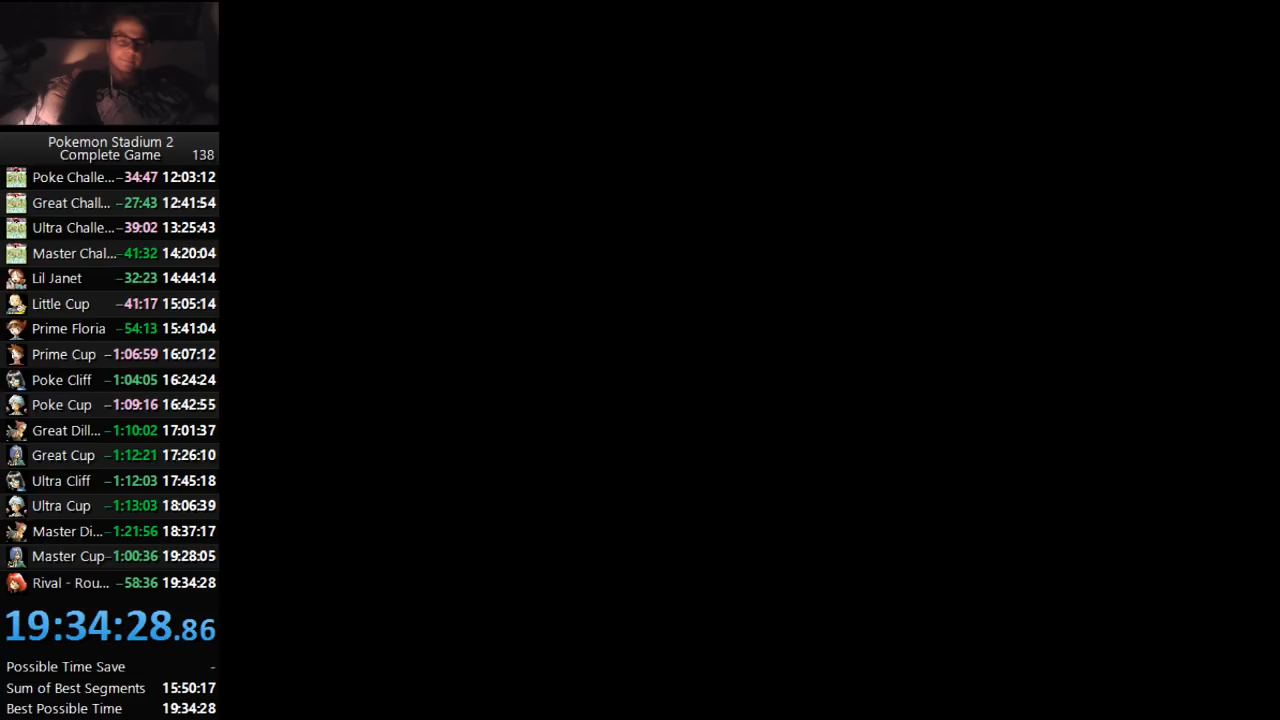 Pokemon Stadium 2
Complete Game 138
Poke Challe... −34:47 12:03:12
Great Chall... −27:43 12:41:54
Ultra Challe... −39:02 13:25:43
Master Chal... −41:32 14:20:04
Lil Janet −32:23 14:44:14
Little Cup −41:17 15:05:14
Prime Floria −54:13 15:41:04
Prime Cup −1:06:59 16:07:12
Poke Cliff −1:04:05 16:24:24
Poke Cup −1:09:16 16:42:55
Great Dill... −1:10:02 17:01:37
Great Cup −1:12:21 17:26:10
Ultra Cliff −1:12:03 17:45:18
Ultra Cup −1:13:03 18:06:39
Master Di... −1:21:56 18:37:17
Master Cup −1:00:36 19:28:05
Rival - Rou... −58:36 19:34:28
19:34:28.86
Possible Time Save -
Sum of Best Segments 15:50:17
Best Possible Time 19:34:28